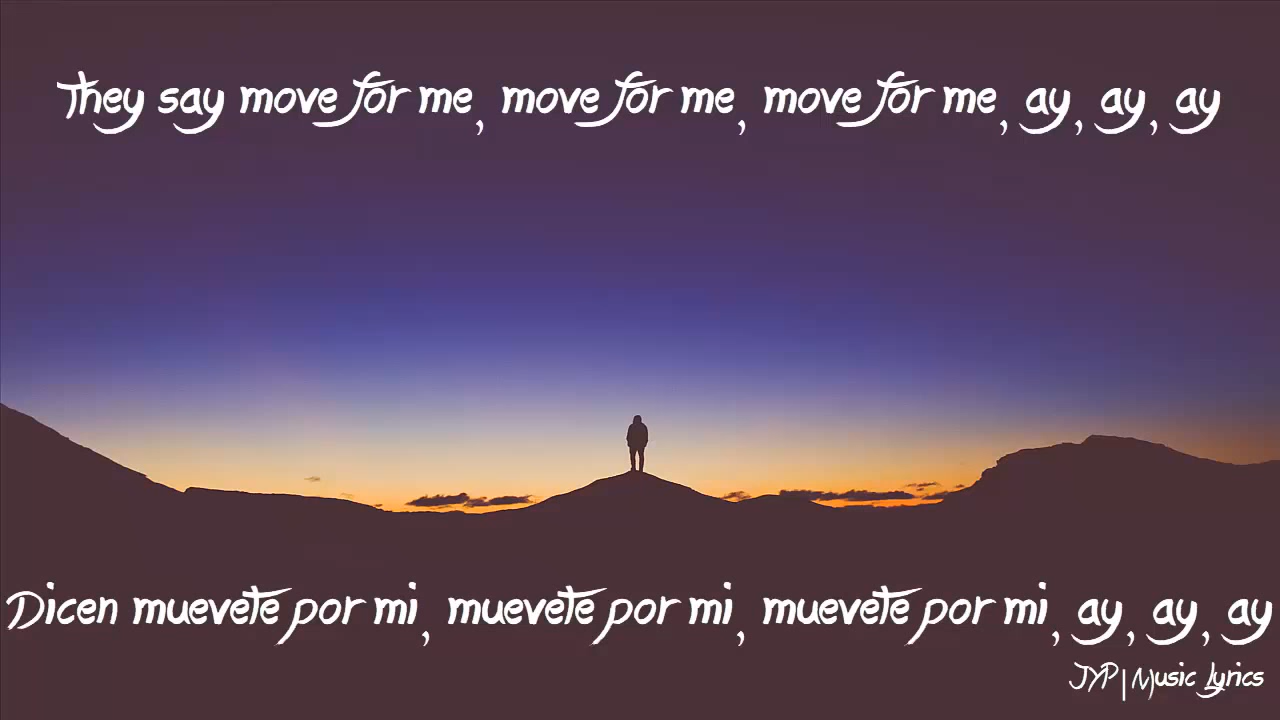 They say move for me, move for me, move for me, ay, ay, ay
Dicen muevete por mi, muevete por mi, muevete por mi, ay, ay, ay
JYP | Music Lyrics